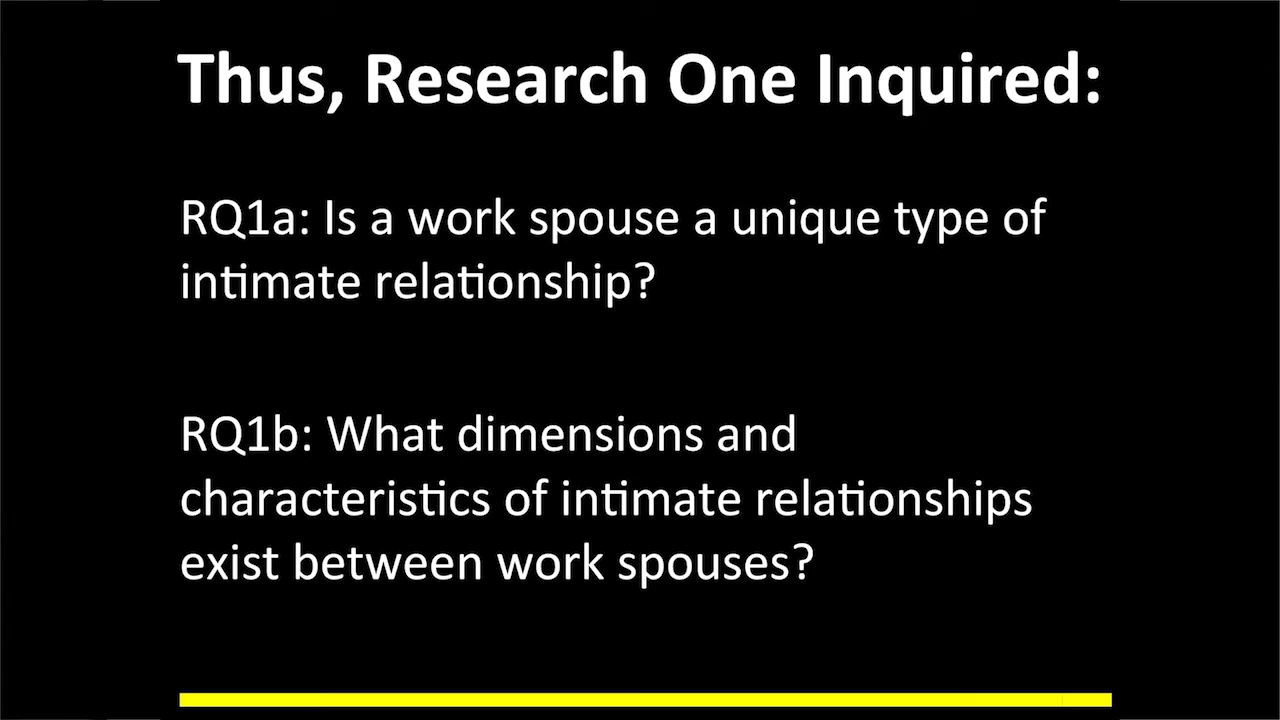 Thus, Research One Inquired:
RQ1a: Is a work spouse a unique type of
intimate relationship?
RQ1b: What dimensions and
characteristics of intimate relationships
exist between work spouses?